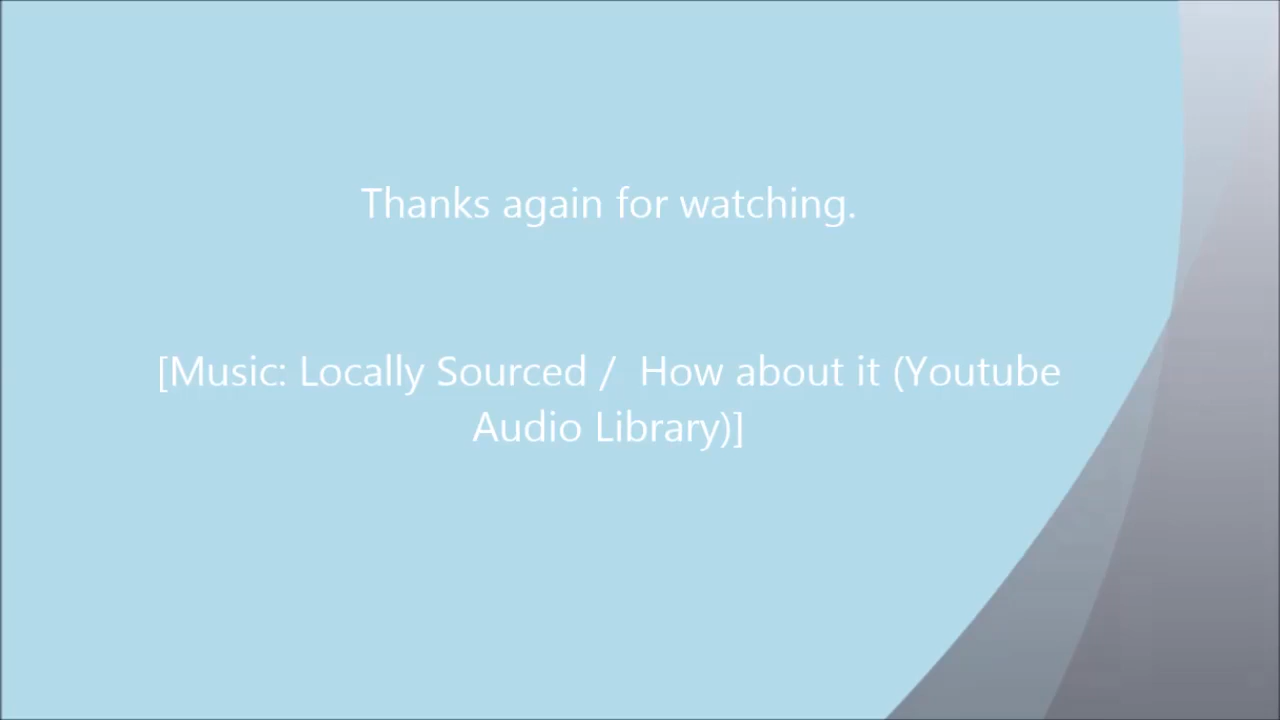 Thanks again for watching.
[Music: Locally Sourced /  How about it (Youtube
Audio Library)]